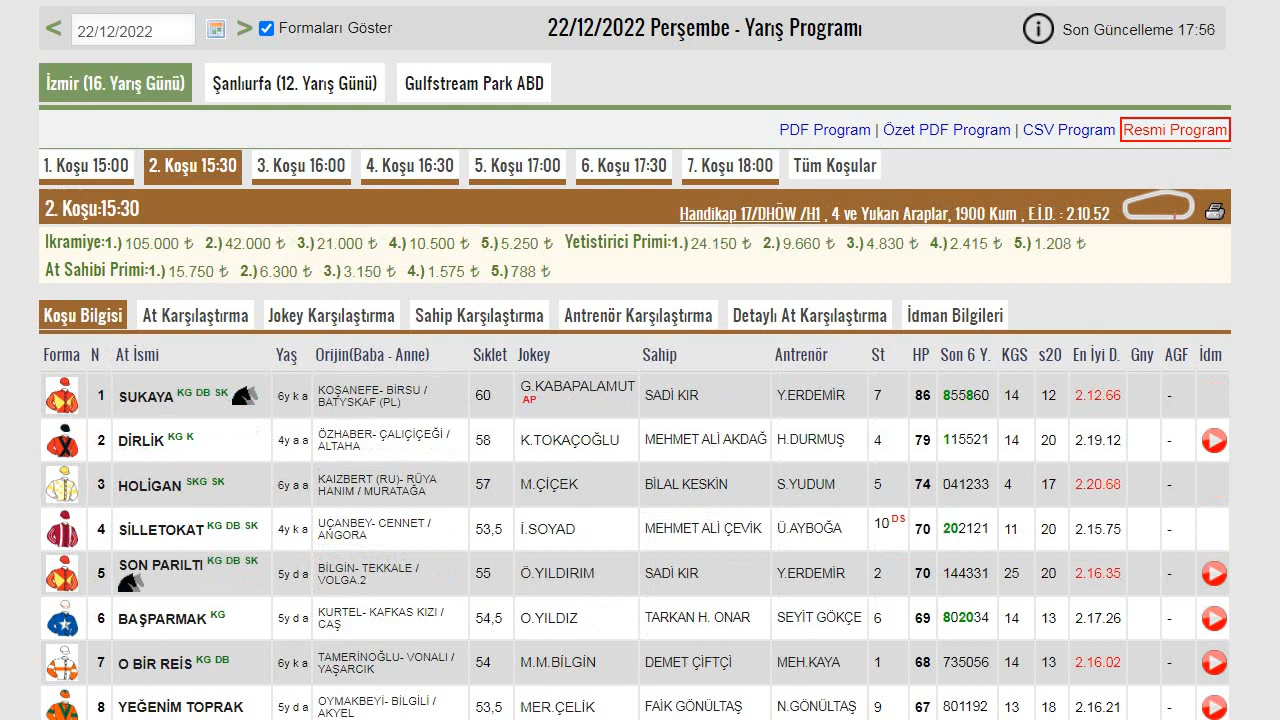 < 22/12/2022 > Formaları Göster 22/12/2022 Perşembe - Yarış Programı Son Güncelleme 17:56
İzmir (16. Yarış Günü) Şanlıurfa (12. Yarış Günü) Gulfstream Park ABD
PDF Program | Özet PDF Program | CSV Program Resmi Program
1. Koşu 15:00 2. Koşu 15:30 3. Koşu 16:00 4. Koşu 16:30 5. Koşu 17:00 6. Koşu 17:30 7. Koşu 18:00 Tüm Koşular
2. Koşu:15:30 Handikap 17/DHÖW /H1 , 4 ve Yukarı Araplar, 1900 Kum , E.İ.D. : 2.10.52
Ikramiye:1.) 105.000 ₺ 2.) 42.000 ₺ 3.) 21.000 ₺ 4.) 10.500 ₺ 5.) 5.250 ₺ Yetistirici Primi:1.) 24.150 ₺ 2.) 9.660 ₺ 3.) 4.830 ₺ 4.) 2.415 ₺ 5.) 1.208 ₺
At Sahibi Primi:1.) 15.750 ₺ 2.) 6.300 ₺ 3.) 3.150 ₺ 4.) 1.575 ₺ 5.) 788 ₺
Koşu Bilgisi At Karşılaştırma Jokey Karşılaştırma Sahip Karşılaştırma Antrenör Karşılaştırma Detaylı At Karşılaştırma İdman Bilgileri
Forma N At İsmi Yaş Orijin(Baba - Anne) Sıklet Jokey Sahip Antrenör St HP Son 6 Y. KGS s20 En İyi D. Gny AGF İdm
1 SUKAYA KG DB SK 6y k a KOŞANEFE- BİRSU / BATYSKAF (PL) 60 G.KABAPALAMUT AP SADİ KIR Y.ERDEMİR 7 86 855860 14 12 2.12.66 -
2 DİRLİK KG K 4y a a ÖZHABER- ÇALIÇİÇEĞİ / ALTAHA 58 K.TOKAÇOĞLU MEHMET ALİ AKDAĞ H.DURMUŞ 4 79 115521 14 20 2.19.12 -
3 HOLİGAN SKG SK 6y a a KAIZBERT (RU)- RÜYA HANIM / MURATAĞA 57 M.ÇİÇEK BİLAL KESKİN S.YUDUM 5 74 041233 4 17 2.20.68 -
4 SİLLETOKAT KG DB SK 4y k a UÇANBEY- CENNET / ANGORA 53,5 İ.SOYAD MEHMET ALİ ÇEVİK Ü.AYBOĞA 10 DS 70 202121 11 20 2.15.75 -
5 SON PARILTI KG DB SK 5y d a BİLGİN- TEKKALE / VOLGA.2 55 Ö.YILDIRIM SADİ KIR Y.ERDEMİR 2 70 144331 25 20 2.16.35 -
6 BAŞPARMAK KG 5y d a KURTEL- KAFKAS KIZI / CAŞ 54,5 O.YILDIZ TARKAN H. ONAR SEYİT GÖKÇE 6 69 802034 14 13 2.17.26 -
7 O BİR REİS KG DB 6y k a TAMERİNOĞLU- VONALI / YAŞARCIK 54 M.M.BİLGİN DEMET ÇİFTÇİ MEH.KAYA 1 68 735056 14 13 2.16.02 -
8 YEĞENİM TOPRAK 5y d a OYMAKBEYİ- BİLGİLİ / AKYEL 53,5 MER.ÇELİK FAİK GÖNÜLTAŞ N.GÖNÜLTAŞ 9 67 801192 13 18 2.16.21 -